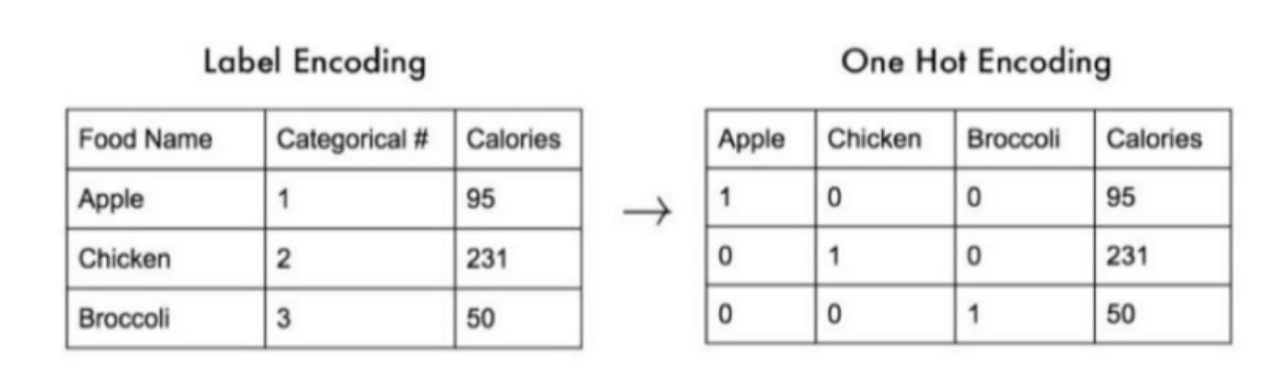 Label Encoding
Food Name Categorical # Calories
Apple 1 95
Chicken 2 231
Broccoli 3 50
→
One Hot Encoding
Apple Chicken Broccoli Calories
1 0 0 95
0 1 0 231
0 0 1 50